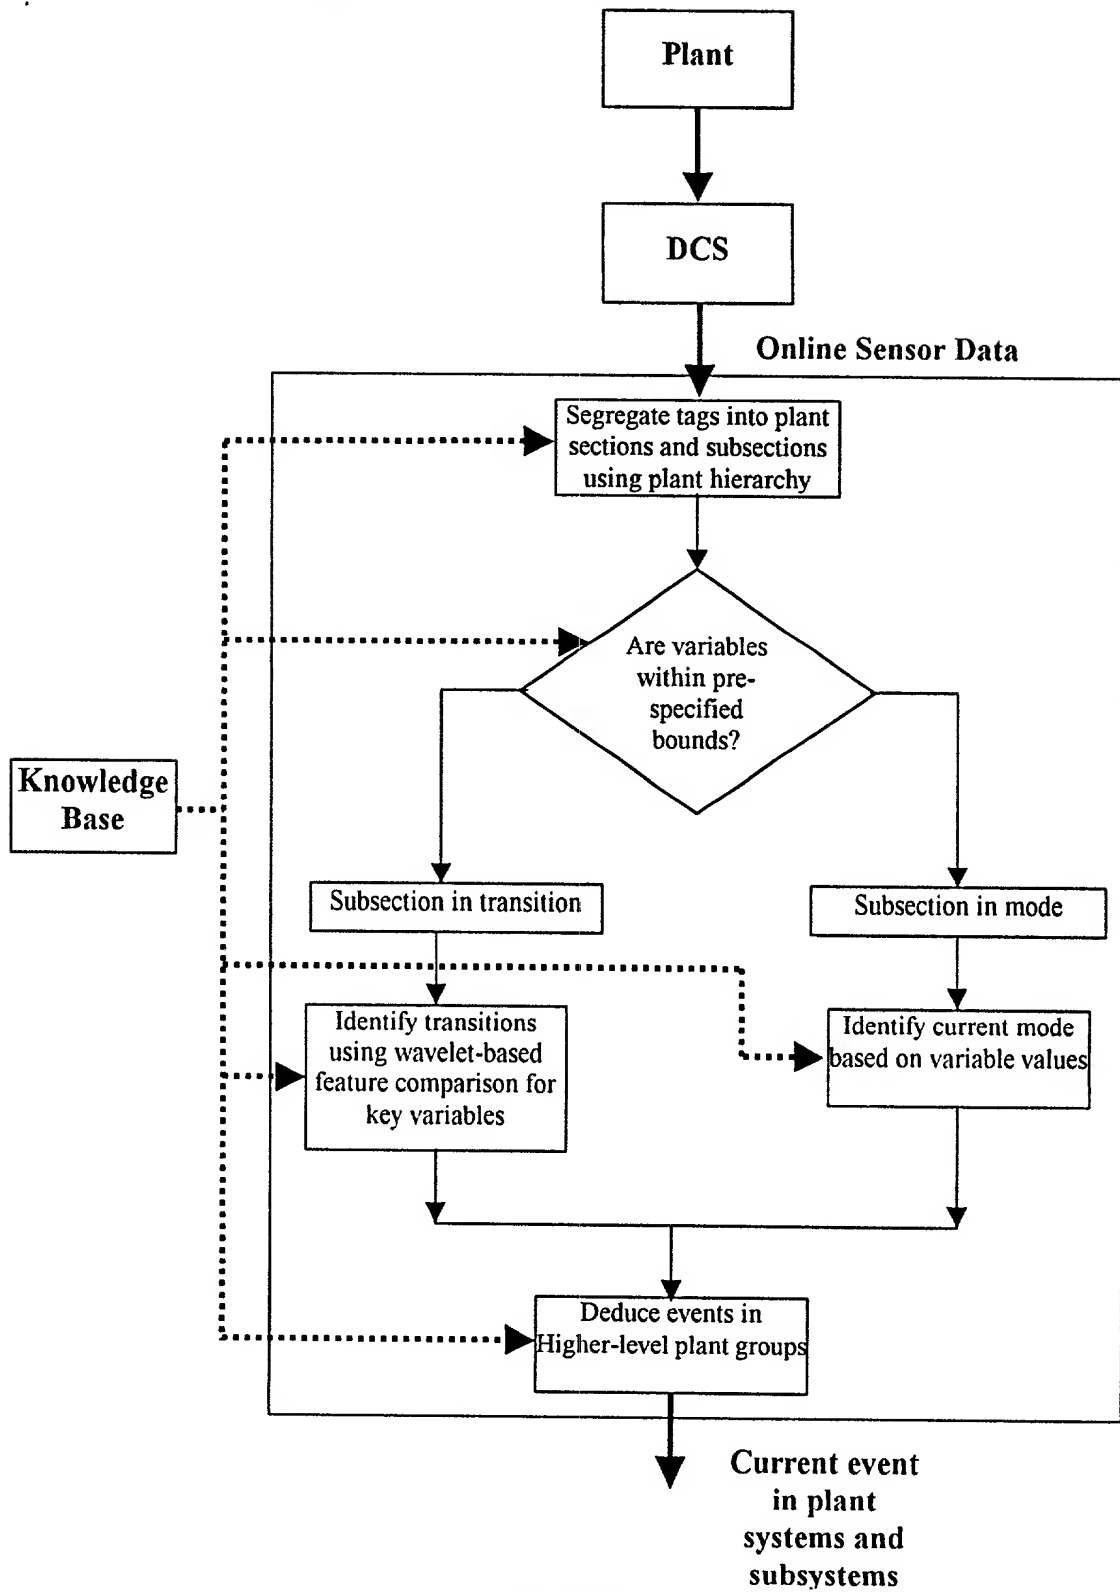 Plant
DCS
Online Sensor Data
Segregate tags into plant
sections and subsections
using plant hierarchy
Are variables
within pre-
specified
bounds?
Knowledge
Base
Subsection in transition
Subsection in mode
Identify transitions
using wavelet-based
feature comparison for
key variables
Identify current mode
based on variable values
Deduce events in
Higher-level plant groups
Current event
in plant
systems and
subsystems